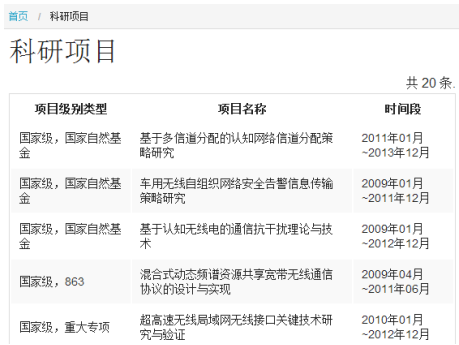 首页 / 科研项目
科研项目
共 20 条.
项目级别类型 项目名称 时间段
国家级，国家自然基 基于多信道分配的认知网络信道分配策 2011年01月
金 略研究 ~2013年12月
国家级，国家自然基 车用无线自组织网络安全告警信息传输 2009年01月
金 策略研究 ~2011年12月
国家级，国家自然基 基于认知无线电的通信抗干扰理论与技 2009年01月
金 术 ~2012年12月
国家级，863 混合式动态频谱资源共享宽带无线通信 2009年04月
协议的设计与实现 ~2011年06月
国家级，重大专项 超高速无线局域网无线接口关键技术研 2010年01月
究与验证 ~2012年12月